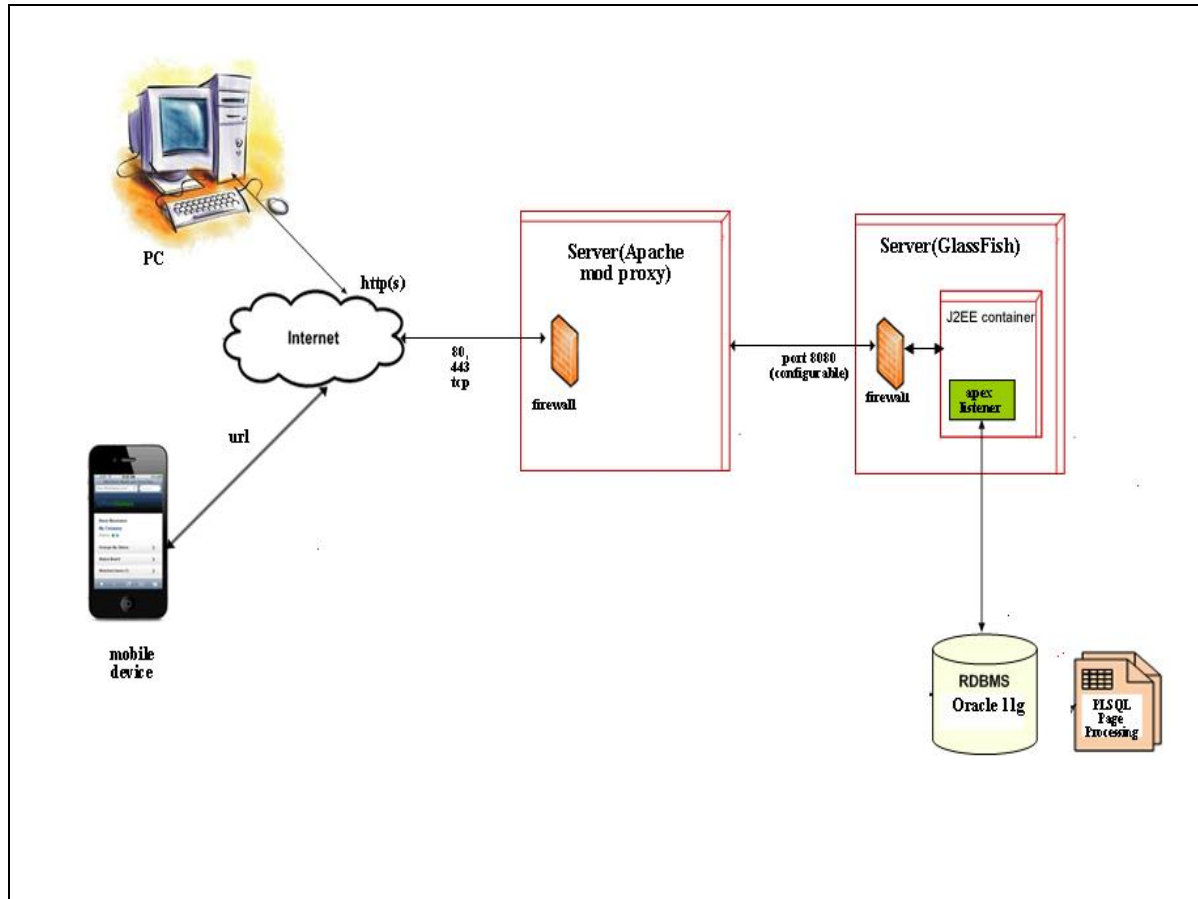 PC
http(s)
Internet
80,
443
tcp
url
mobile
device
Server(Apache
mod proxy)
firewall
port 8080
(configurable)
Server(GlassFish)
J2EE container
firewall
apex
listener
RDBMS
Oracle 11g
PLSQL
Page
Processing